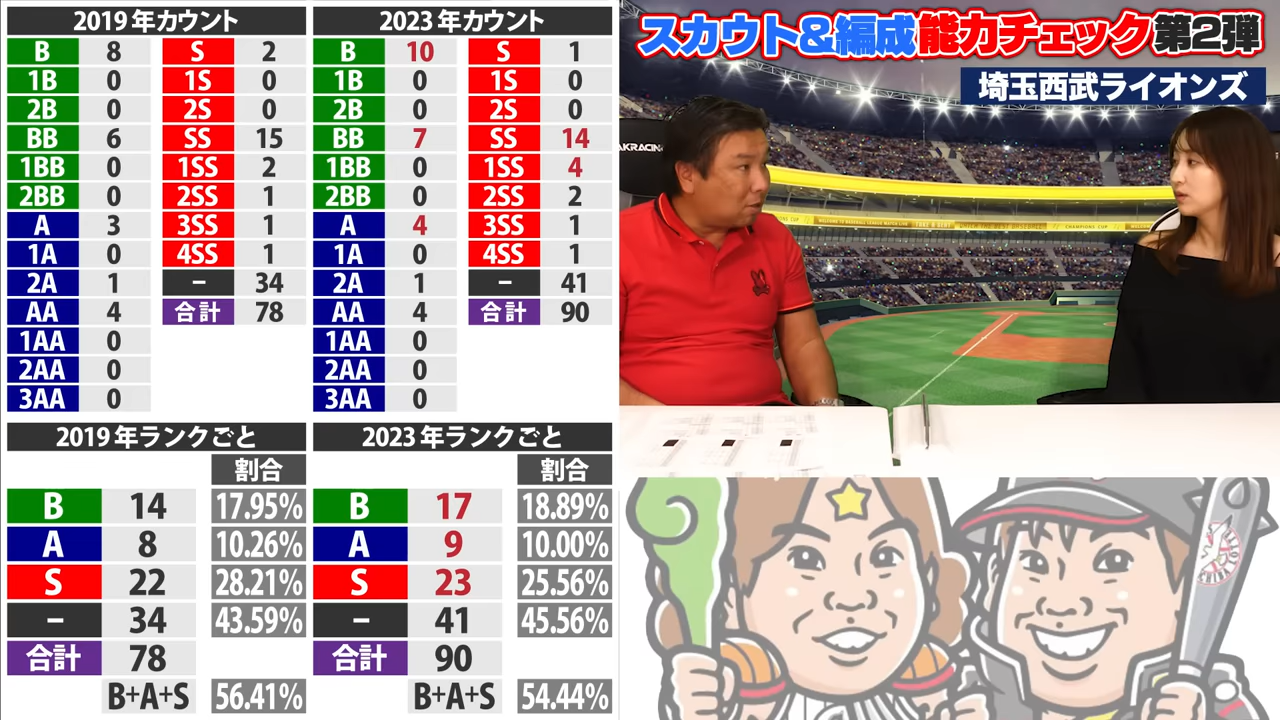 2019年カウント
B 8 S 2
1B 0 1S 0
2B 0 2S 0
BB 6 SS 15
1BB 0 1SS 2
2BB 0 2SS 1
A 3 3SS 1
1A 0 4SS 1
2A 1 − 34
AA 4 合計 78
1AA 0
2AA 0
3AA 0
2023年カウント
B 10 S 1
1B 0 1S 0
2B 0 2S 0
BB 7 SS 14
1BB 0 1SS 4
2BB 0 2SS 2
A 4 3SS 1
1A 0 4SS 1
2A 1 − 41
AA 4 合計 90
1AA 0
2AA 0
3AA 0
2019年ランクごと
割合
B 14 17.95%
A 8 10.26%
S 22 28.21%
− 34 43.59%
合計 78
B+A+S 56.41%
2023年ランクごと
割合
B 17 18.89%
A 9 10.00%
S 23 25.56%
− 41 45.56%
合計 90
B+A+S 54.44%
スカウト&編成能力チェック第2弾
埼玉西武ライオンズ
AKRACING